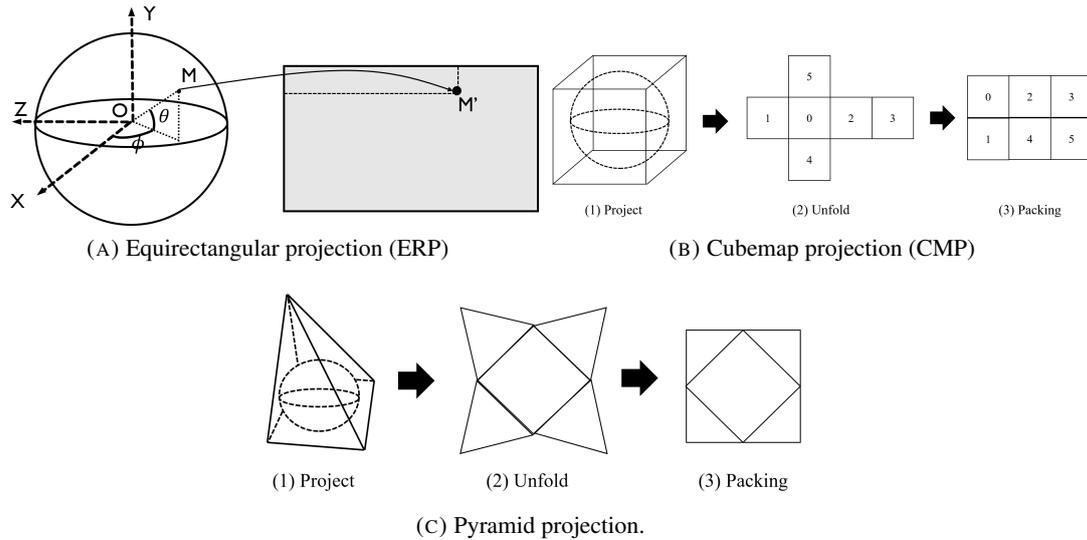 Y
M
Z
O
θ
M'
ϕ
X
(A) Equirectangular projection (ERP)
5
1 0 2 3
4
0 2 3
1 4 5
(1) Project
(2) Unfold
(3) Packing
(B) Cubemap projection (CMP)
(1) Project
(2) Unfold
(3) Packing
(C) Pyramid projection.